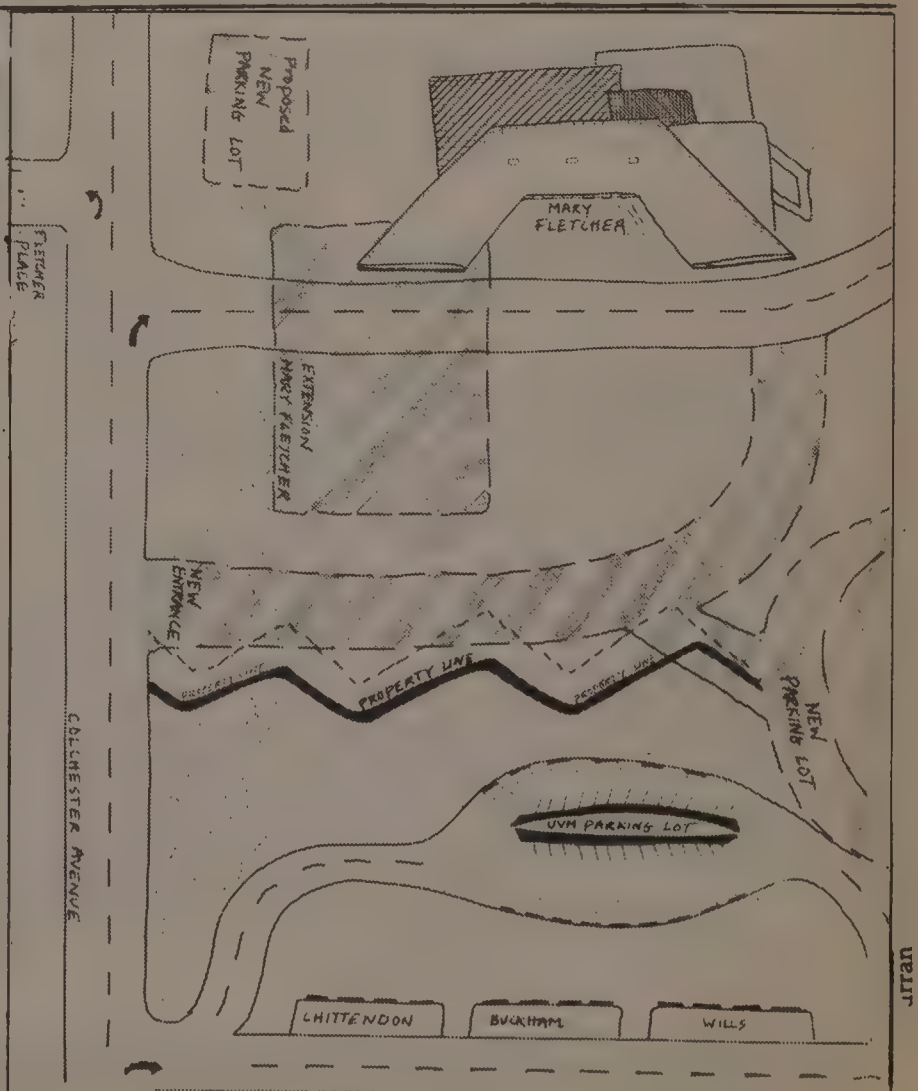 Proposed
NEW
PARKING LOT
MARY
FLETCHER
FLETCHER
PLACE
EXTENSION
MARY FLETCHER
NEW
ENTRANCE
PROPERTY LINE
PROPERTY LINE
PROPERTY LINE
NEW
PARKING LOT
COLLCHESTER AVENUE
UVM PARKING LOT
CHITTENDON
BUCKHAM
WILLS